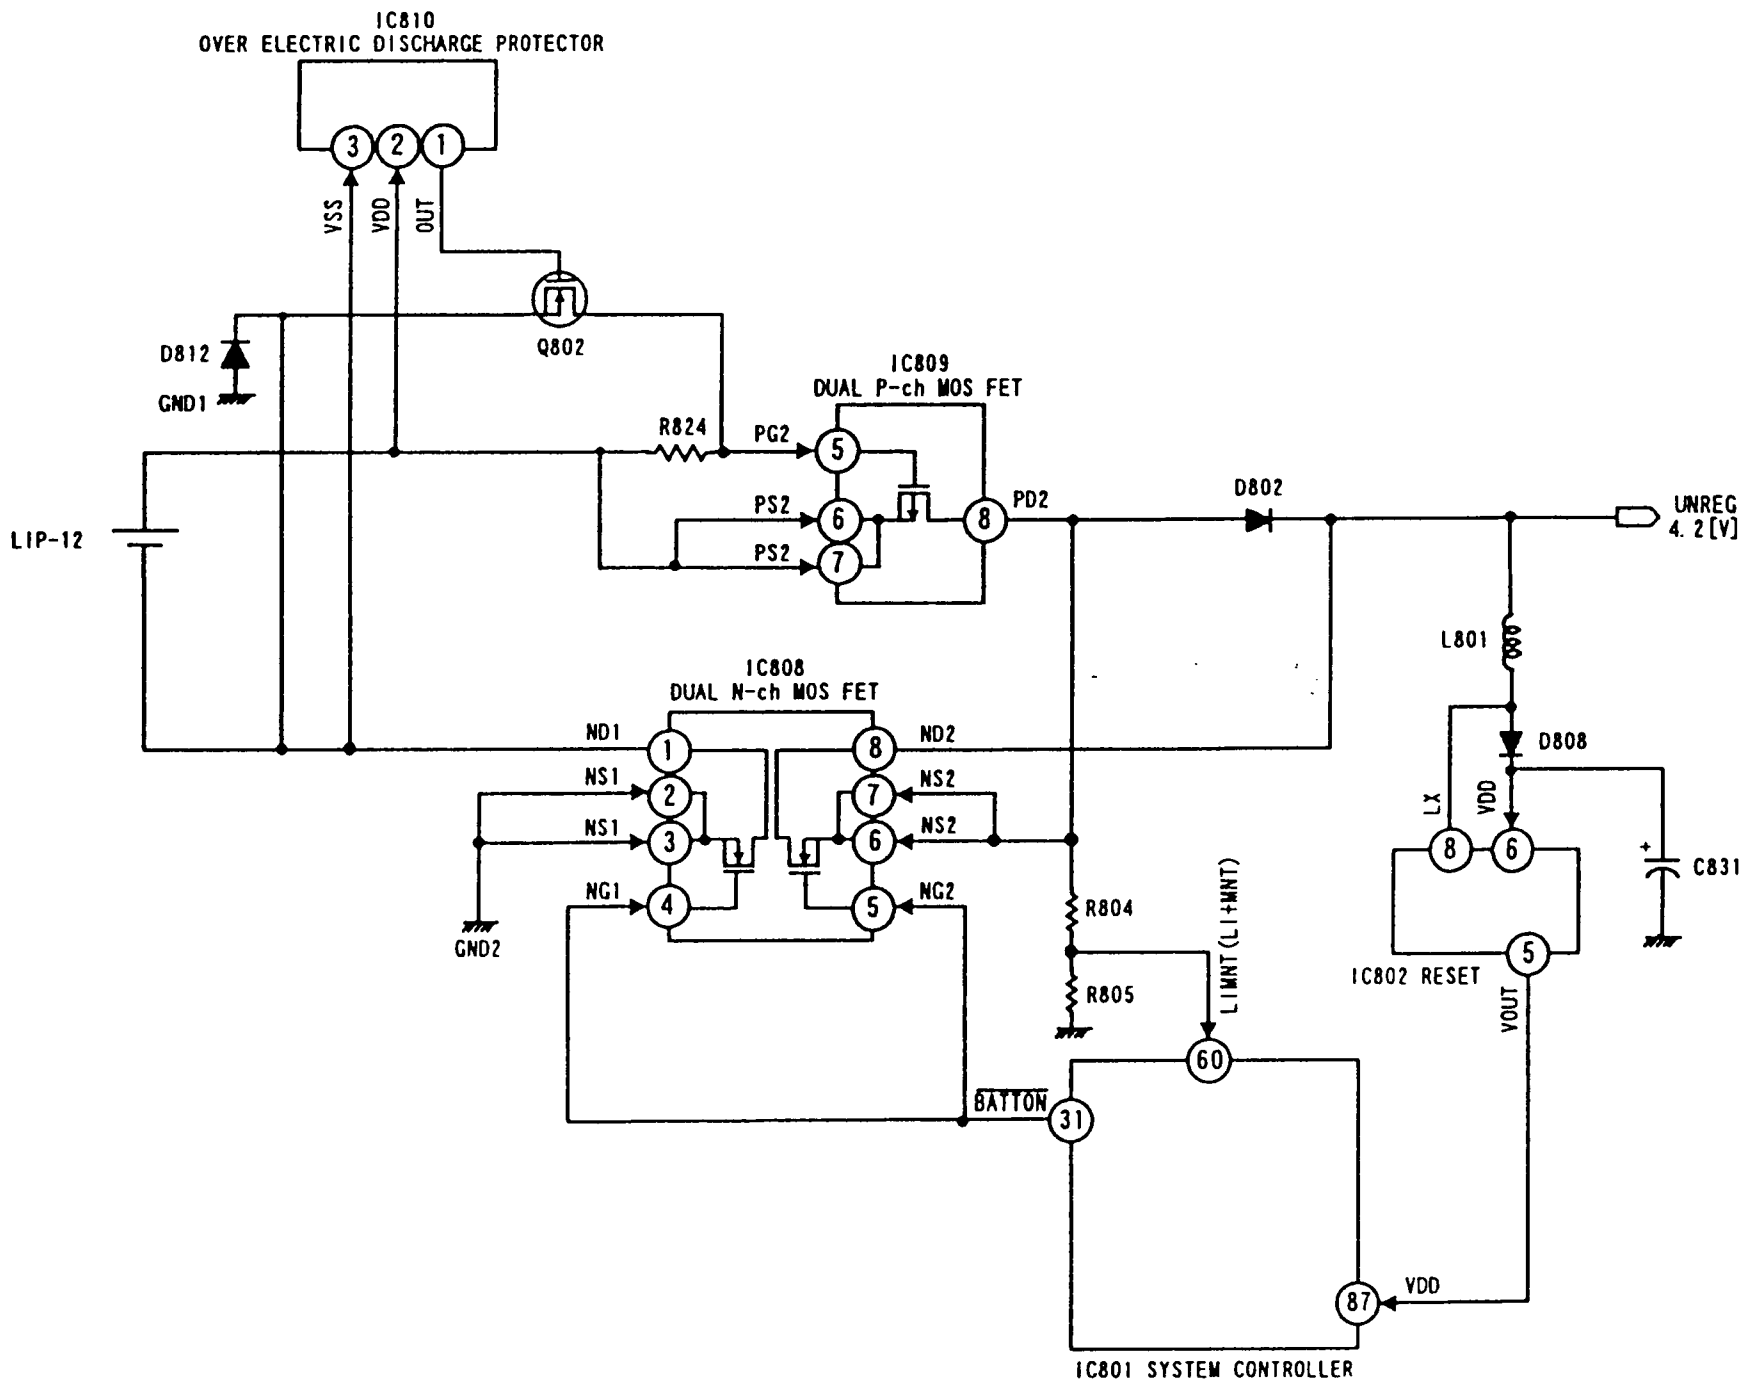 IC810
OVER ELECTRIC DISCHARGE PROTECTOR
3
2
1
VSS
VDD
OUT
Q802
D812
GND1
IC809
DUAL P-ch MOS FET
R824
PG2
5
PS2
6
PS2
7
8
PD2
D802
UNREG
4.2[V]
LIP-12
L801
IC808
DUAL N-ch MOS FET
ND1
1
8
ND2
NS1
2
7
NS2
NS1
3
6
NS2
NG1
4
5
NG2
GND2
D808
LX
VDD
8
6
+
C831
R804
LIMNT(LI+MNT)
R805
5
IC802 RESET
VOUT
60
BATTON
31
87
VDD
IC801 SYSTEM CONTROLLER